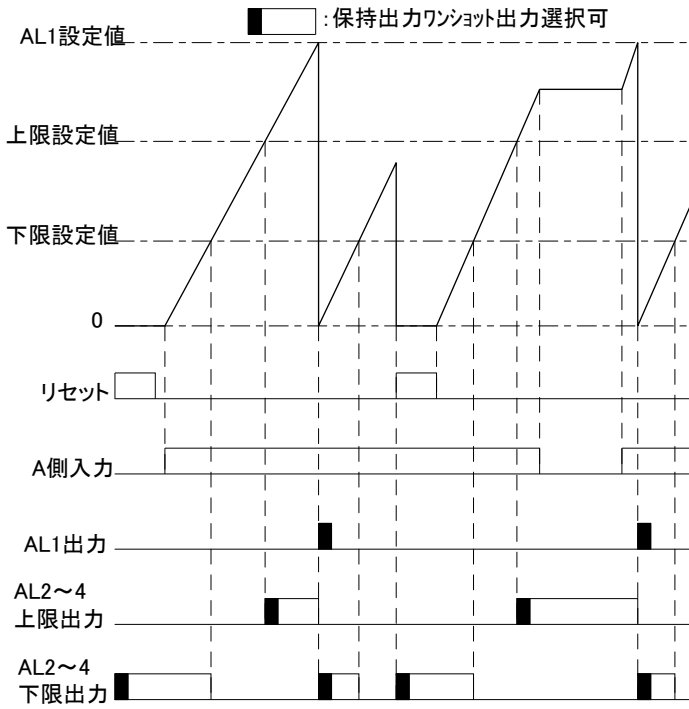 :保持出力ワンショット出力選択可
AL1設定値
上限設定値
下限設定値
0
リセット
A側入力
AL1出力
AL2～4
上限出力
AL2～4
下限出力